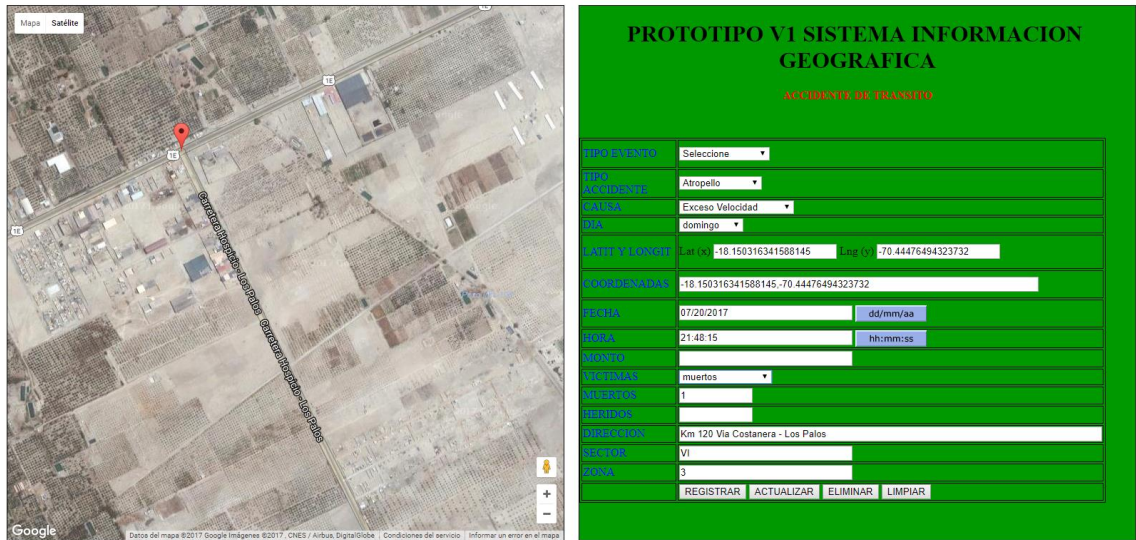 Mapa Satélite
1E
1E
1E
1E
Carretera Hospicio - Los Palos
Carretera Hospicio - Los Palos
+
−
Google
Datos del mapa ©2017 Google Imágenes ©2017 , CNES / Airbus, DigitalGlobe Condiciones del servicio Informar un error en el mapa
PROTOTIPO V1 SISTEMA INFORMACION
GEOGRAFICA
ACCIDENTE DE TRANSITO
TIPO EVENTO Seleccione
TIPO
ACCIDENTE Atropello
CAUSA Exceso Velocidad
DIA domingo
LATIT Y LONGIT Lat (x) -18.150316341588145 Lng (y) -70.44476494323732
COORDENADAS -18.150316341588145,-70.44476494323732
FECHA 07/20/2017 dd/mm/aa
HORA 21:48:15 hh:mm:ss
MONTO
VICTIMAS muertos
MUERTOS 1
HERIDOS
DIRECCION Km 120 Via Costanera - Los Palos
SECTOR VI
ZONA 3
REGISTRAR ACTUALIZAR ELIMINAR LIMPIAR